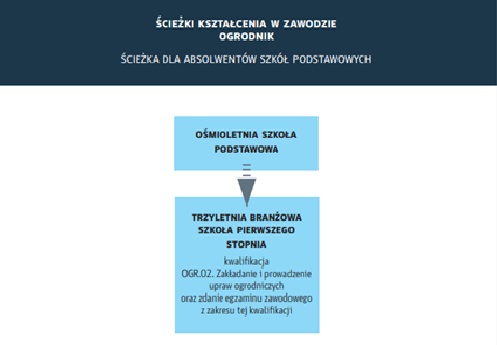 ŚCIEŻKI KSZTAŁCENIA W ZAWODZIE
OGRODNIK
ŚCIEŻKA DLA ABSOLWENTÓW SZKÓŁ PODSTAWOWYCH
OŚMIOLETNIA SZKOŁA
PODSTAWOWA
TRZYLETNIA BRANŻOWA
SZKOŁA PIERWSZEGO
STOPNIA
kwalifikacja
OGR.02. Zakładanie i prowadzenie
upraw ogrodniczych
oraz zdanie egzaminu zawodowego
z zakresu tej kwalifikacji